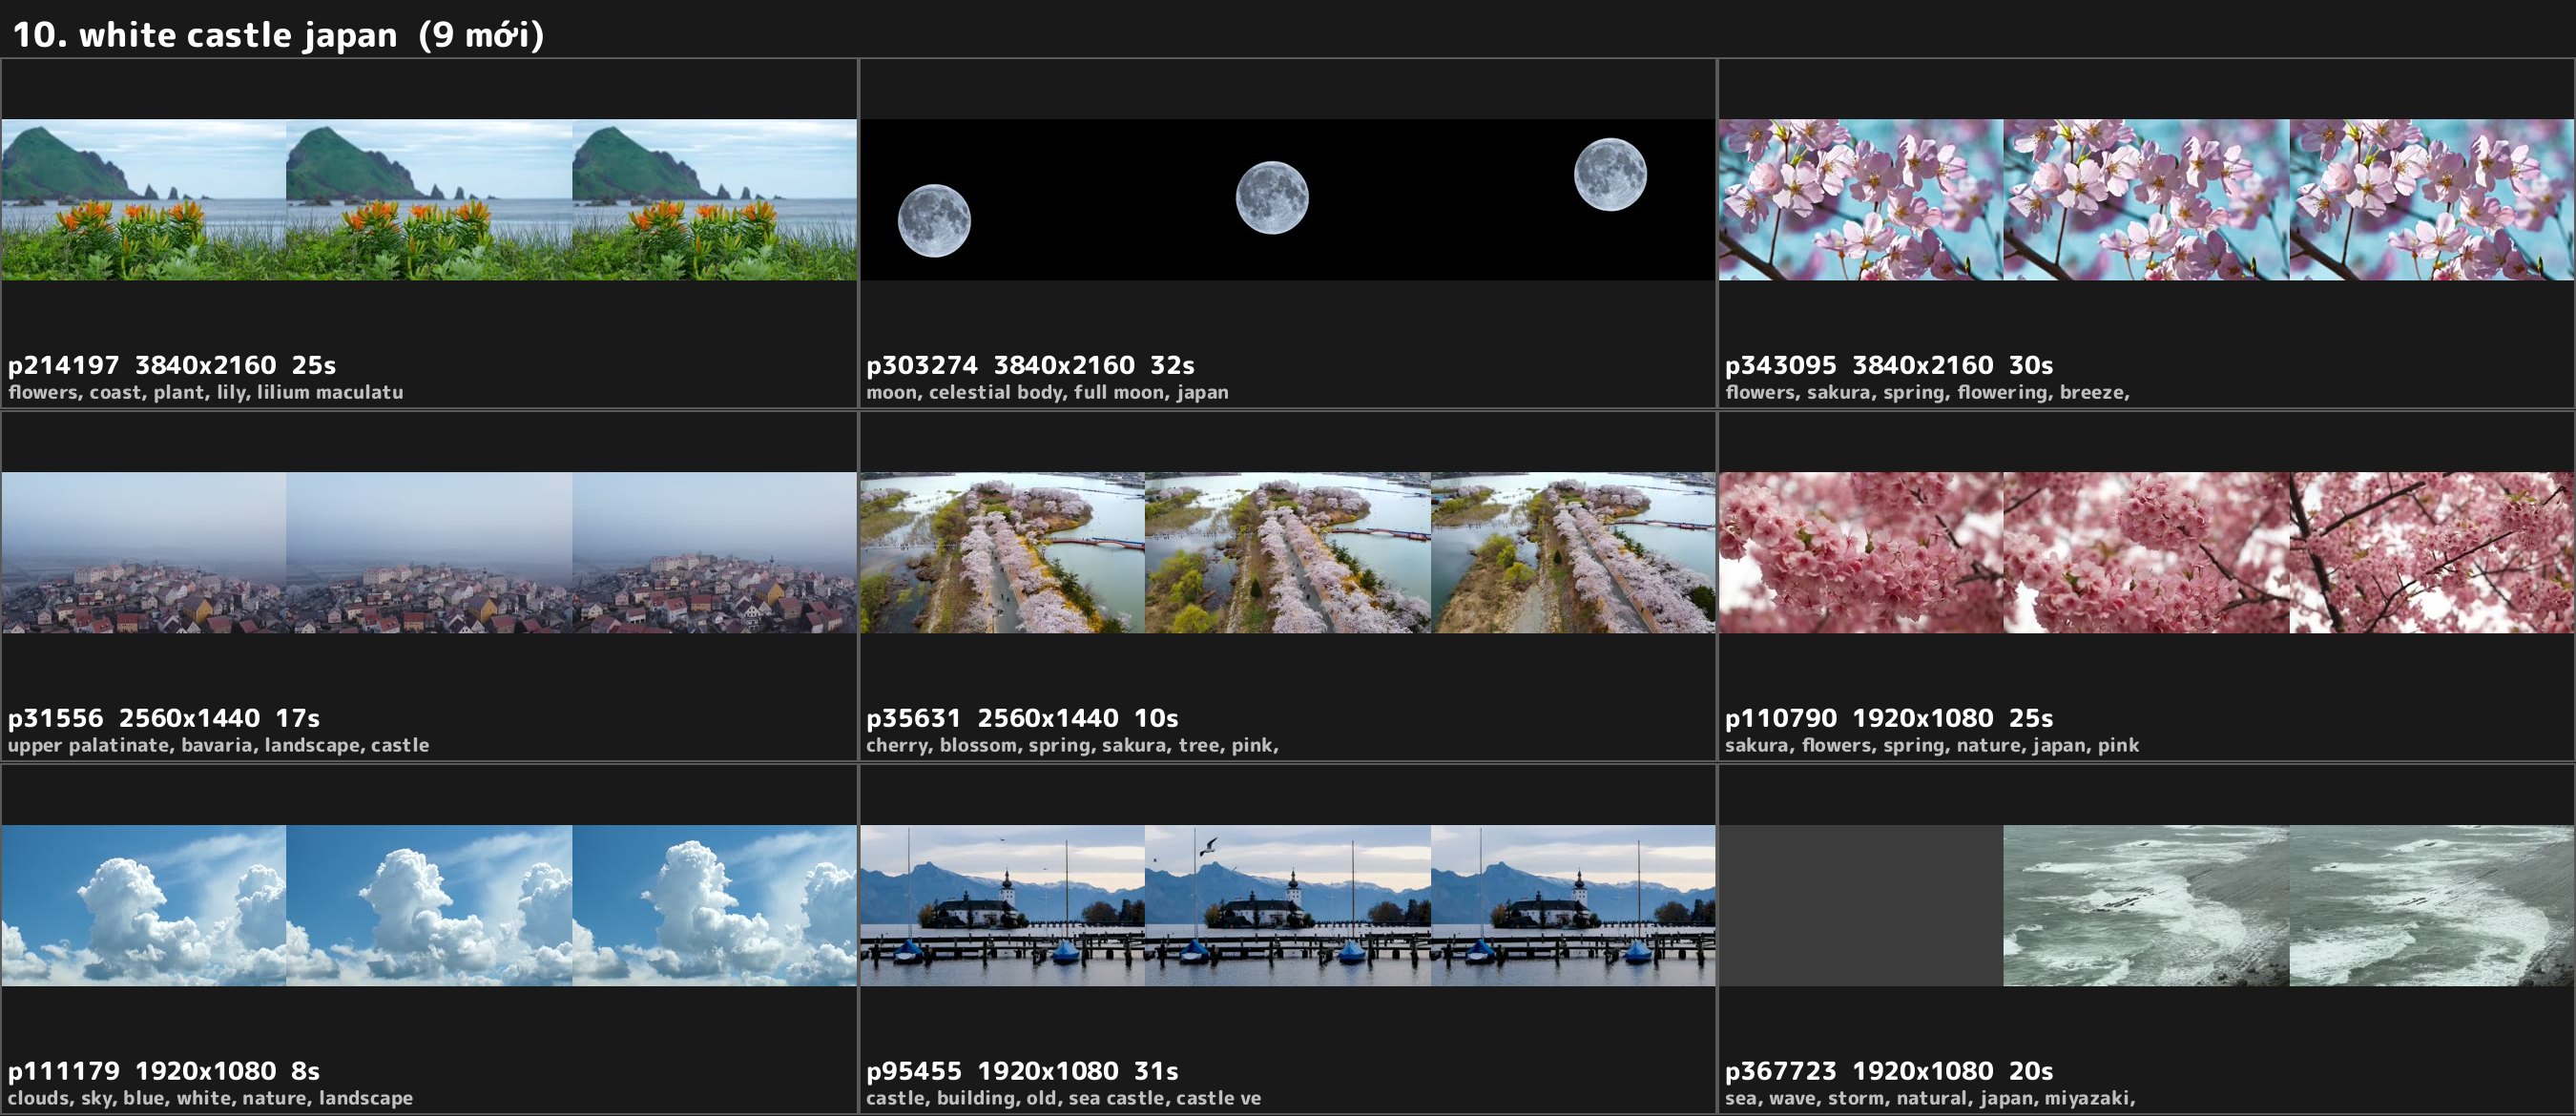 10. white castle japan (9 mới)
p214197 3840x2160 25s
flowers, coast, plant, lily, lilium maculatu
p303274 3840x2160 32s
moon, celestial body, full moon, japan
p343095 3840x2160 30s
flowers, sakura, spring, flowering, breeze,
p31556 2560x1440 17s
upper palatinate, bavaria, landscape, castle
p35631 2560x1440 10s
cherry, blossom, spring, sakura, tree, pink,
p110790 1920x1080 25s
sakura, flowers, spring, nature, japan, pink
p111179 1920x1080 8s
clouds, sky, blue, white, nature, landscape
p95455 1920x1080 31s
castle, building, old, sea castle, castle ve
p367723 1920x1080 20s
sea, wave, storm, natural, japan, miyazaki,